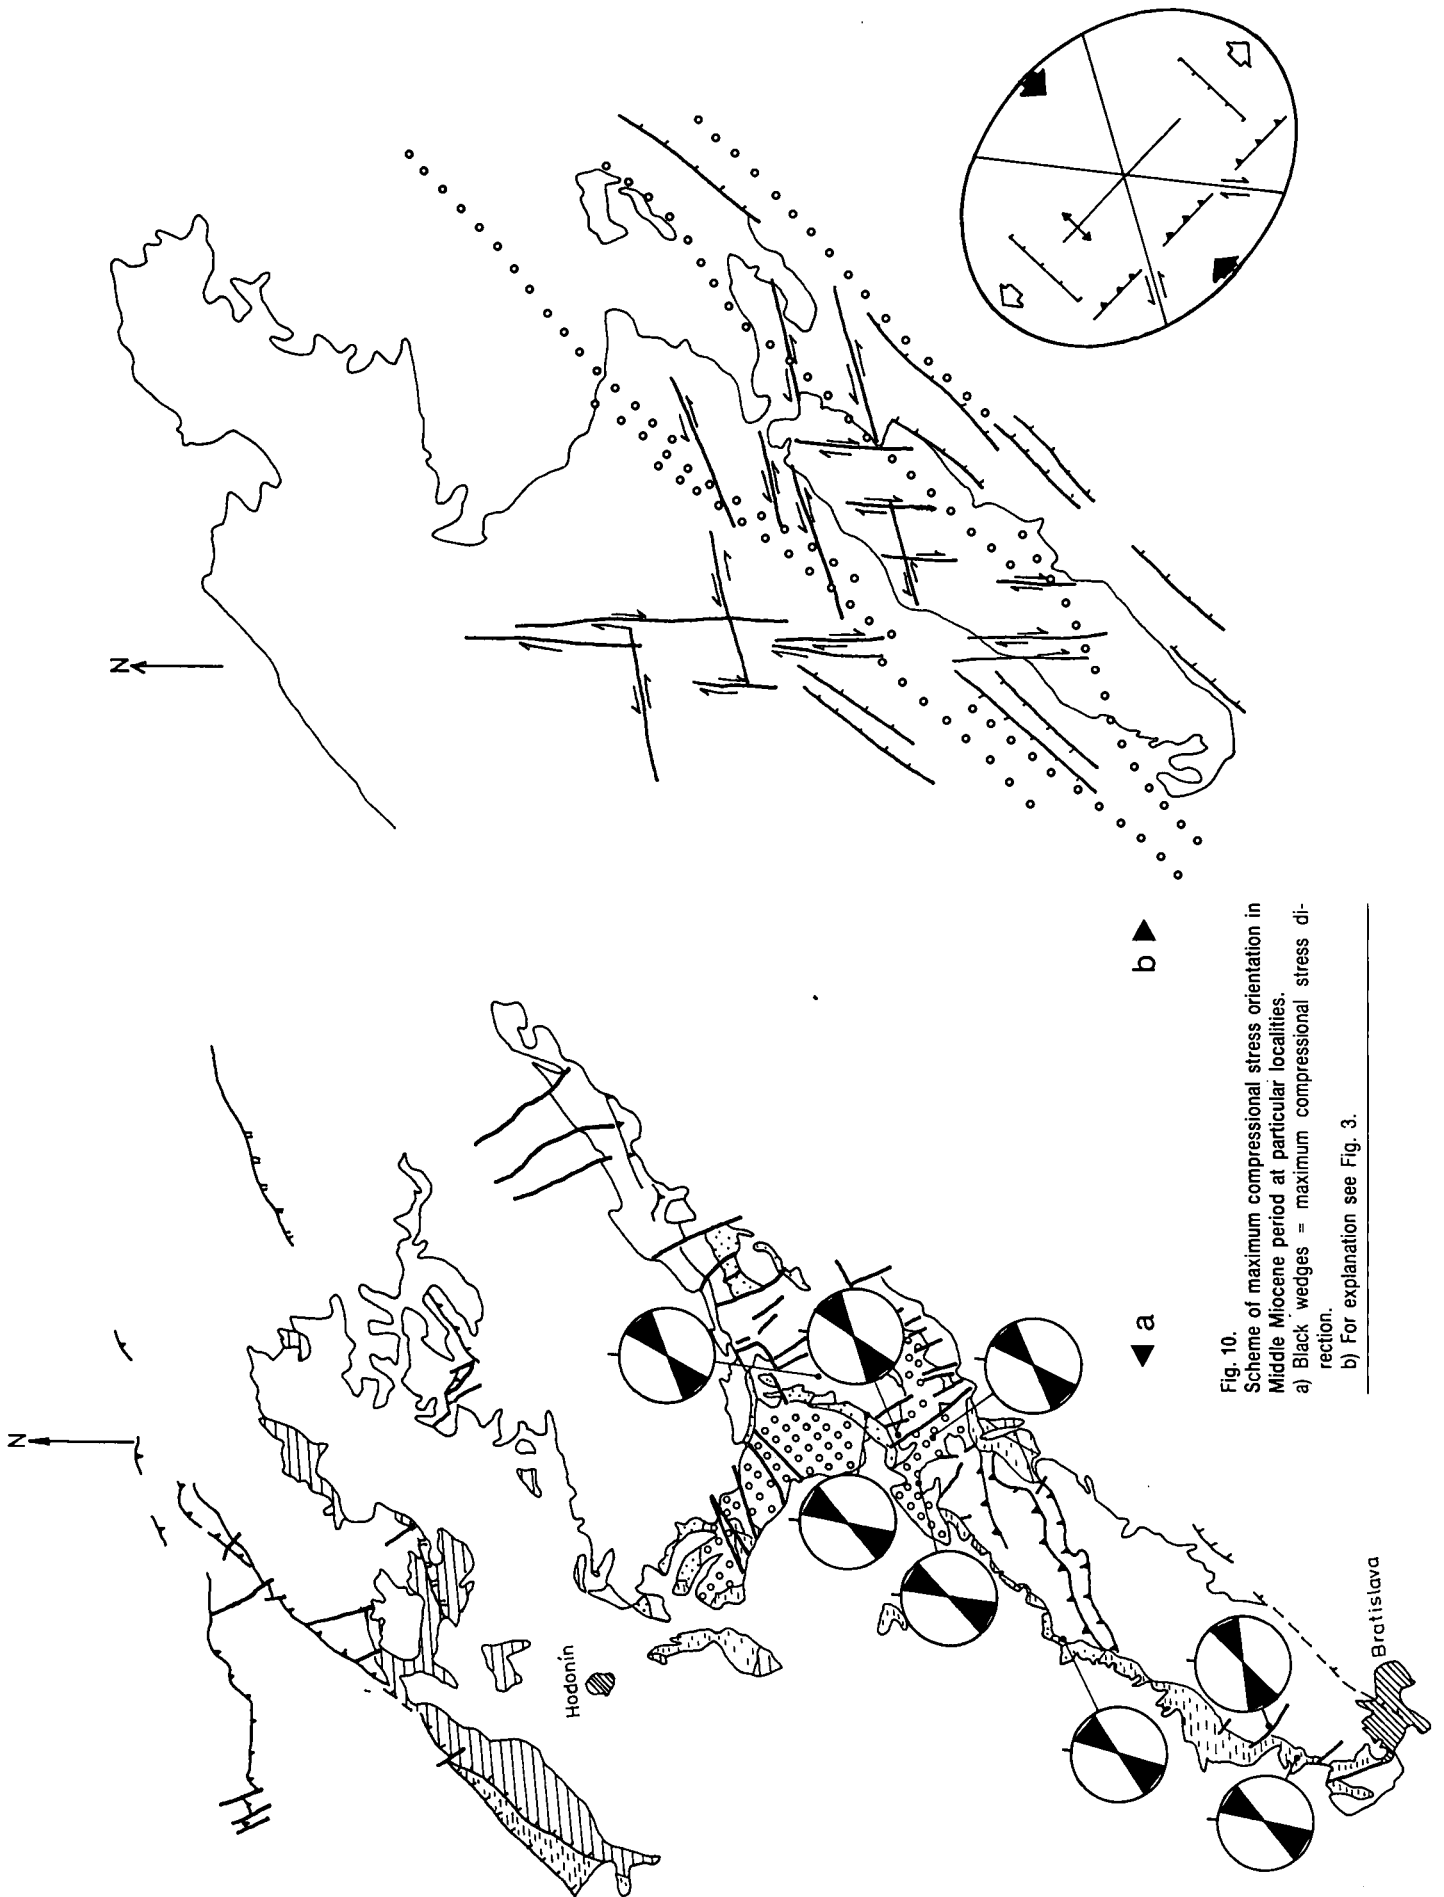 N
N
Hodonín
Bratislava
◀ a
b ▶
Fig. 10.
Scheme of maximum compressional stress orientation in
Middle Miocene period at particular localities.
a) Black wedges = maximum compressional stress di-
rection.
b) For explanation see Fig. 3.